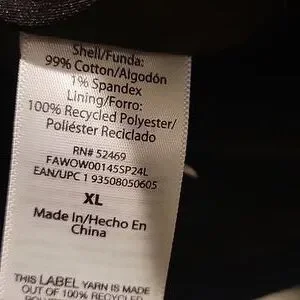 Shell/Funda:
99% Cotton/Algodón
1% Spandex
Lining/Forro:
100% Recycled Polyester/
Poliéster Reciclado
RN# 52469
FAWOW00145SP24L
EAN/UPC 1 93508050605
XL
Made In/Hecho En
China
THIS LABEL YARN IS MADE
OUT OF 100% RECYCLED